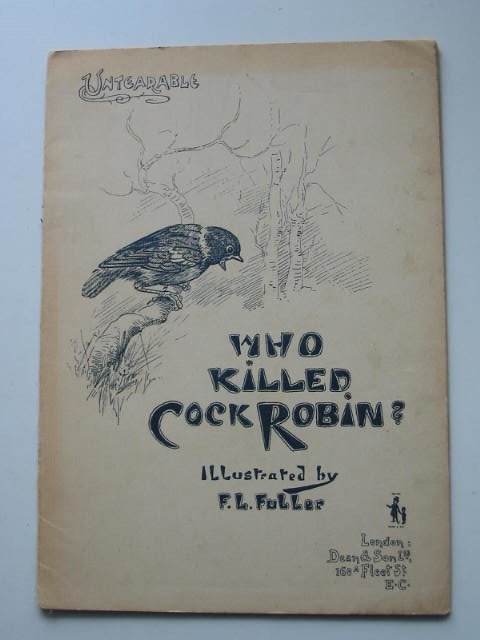 UNTEARABLE
WHO
KILLED
COCK ROBIN?
ILLUstrated by
F. L. FULLER
London:
Dean & Son Ld,
160A Fleet St
E.C.